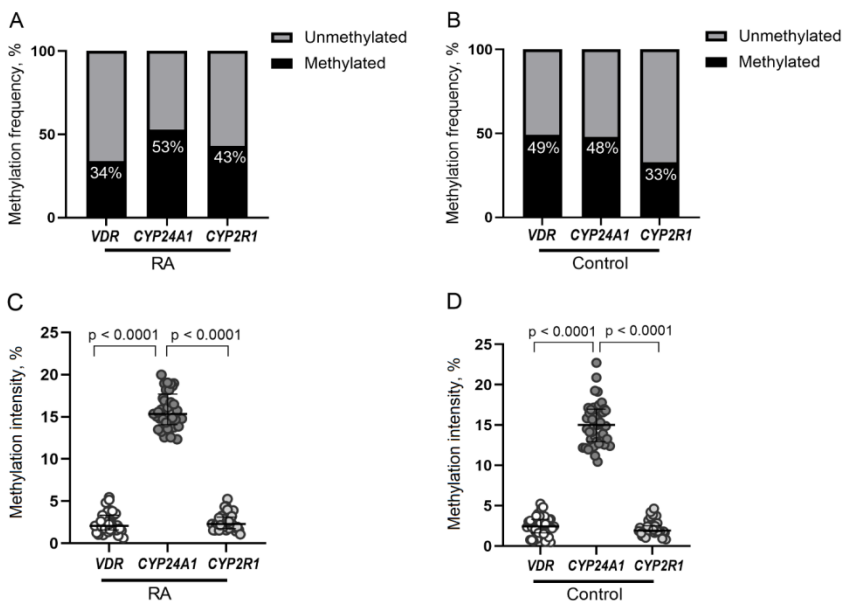 A
Methylation frequency, %
100
50
0
34%
53%
43%
VDR CYP24A1 CYP2R1
RA
Unmethylated
Methylated
B
Methylation frequency, %
100
50
0
49%
48%
33%
VDR CYP24A1 CYP2R1
Control
Unmethylated
Methylated
C
Methylation intensity, %
p < 0.0001 p < 0.0001
25
20
15
10
5
0
VDR CYP24A1 CYP2R1
RA
D
Methylation intensity, %
p < 0.0001 p < 0.0001
25
20
15
10
5
0
VDR CYP24A1 CYP2R1
Control